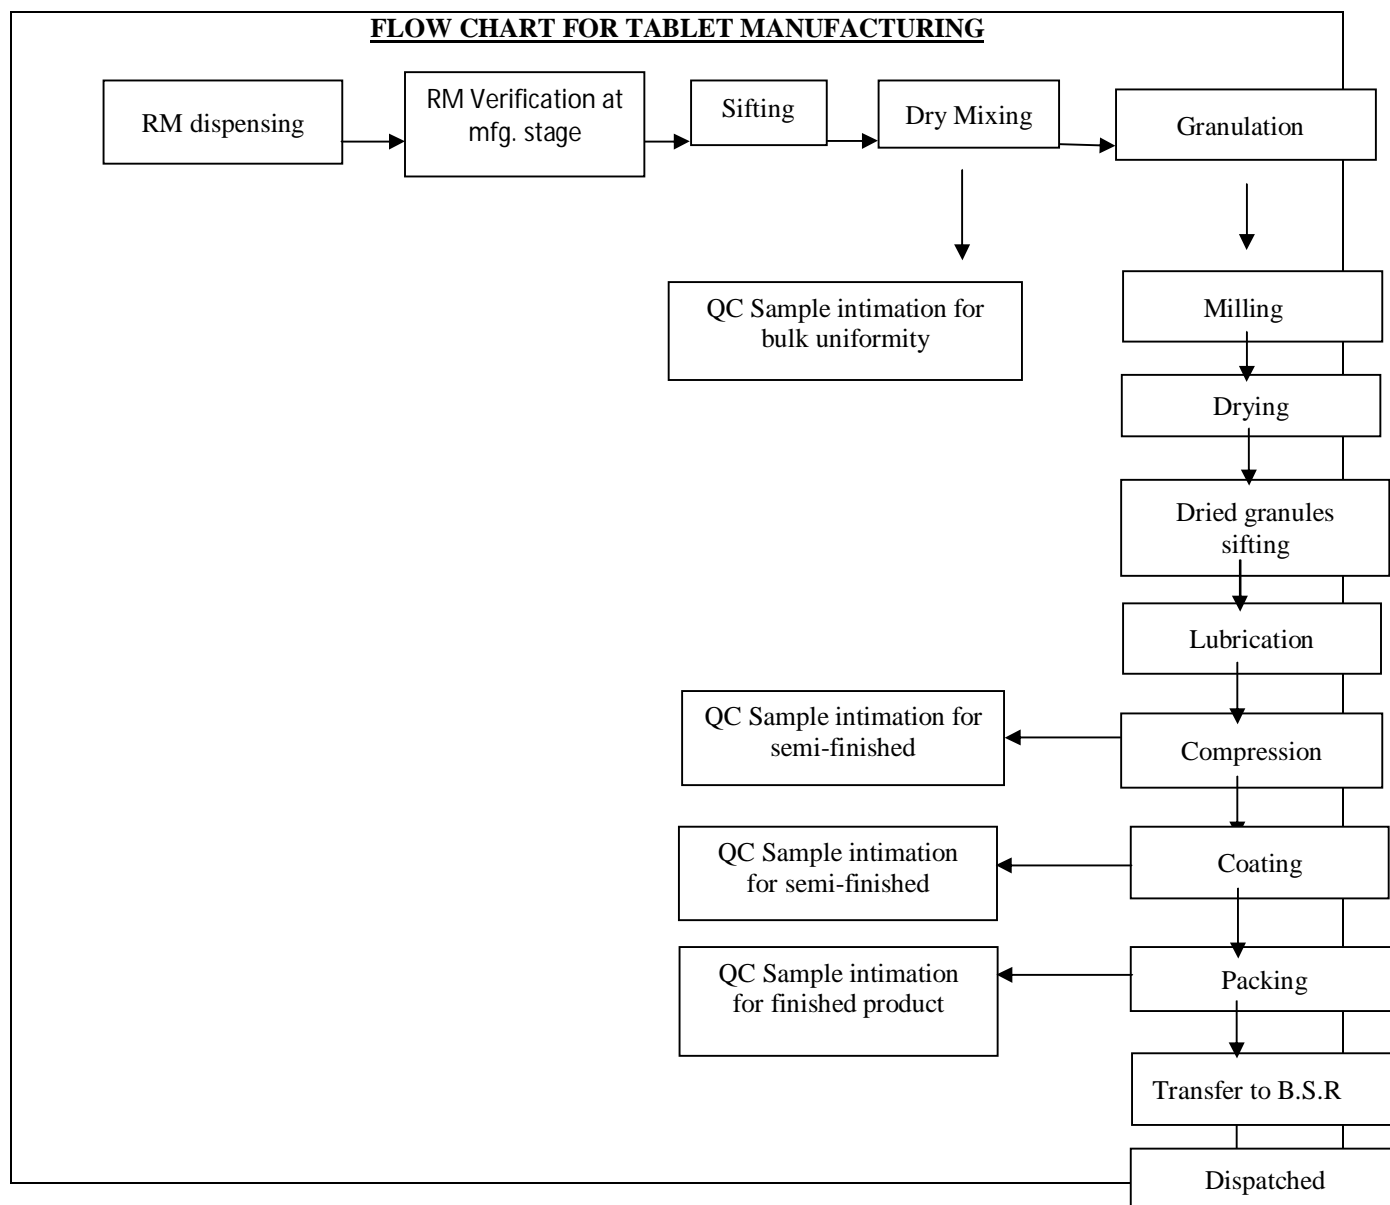 FLOW CHART FOR TABLET MANUFACTURING
RM dispensing
RM Verification at
mfg. stage
Sifting
Dry Mixing
Granulation
QC Sample intimation for
bulk uniformity
Milling
Drying
Dried granules
sifting
Lubrication
QC Sample intimation for
semi-finished
Compression
QC Sample intimation
for semi-finished
Coating
QC Sample intimation
for finished product
Packing
Transfer to B.S.R
Dispatched